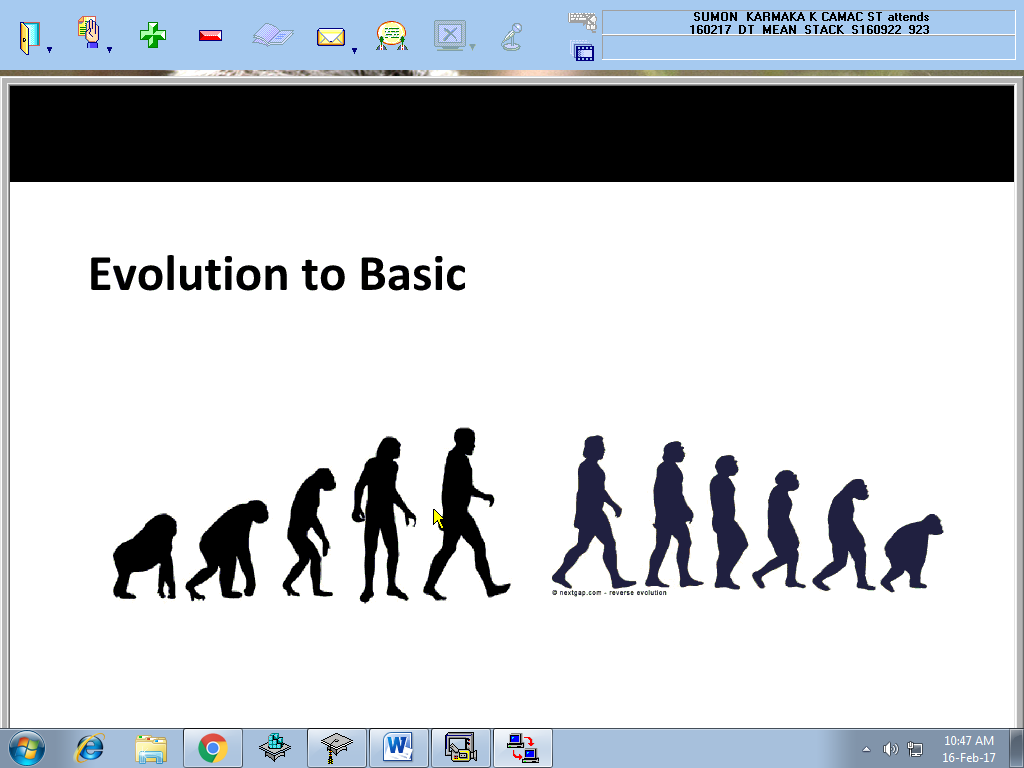 SUMON KARMAKA K CAMAC ST attends
160217 DT MEAN STACK S160922 923
Evolution to Basic
© nextgap.com - reverse evolution
10:47 AM
16-Feb-17